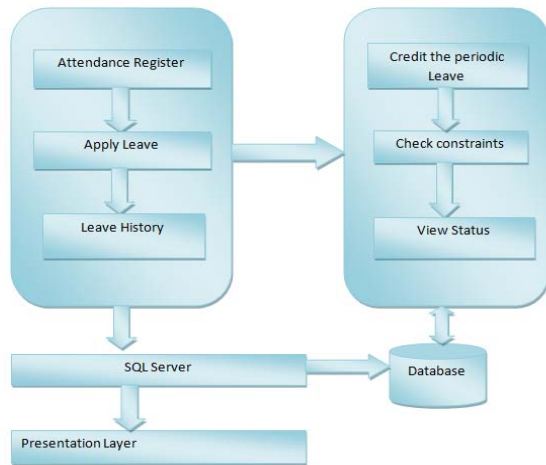 Attendance Register
Apply Leave
Leave History
Credit the periodic
Leave
Check constraints
View Status
SQL Server
Database
Presentation Layer